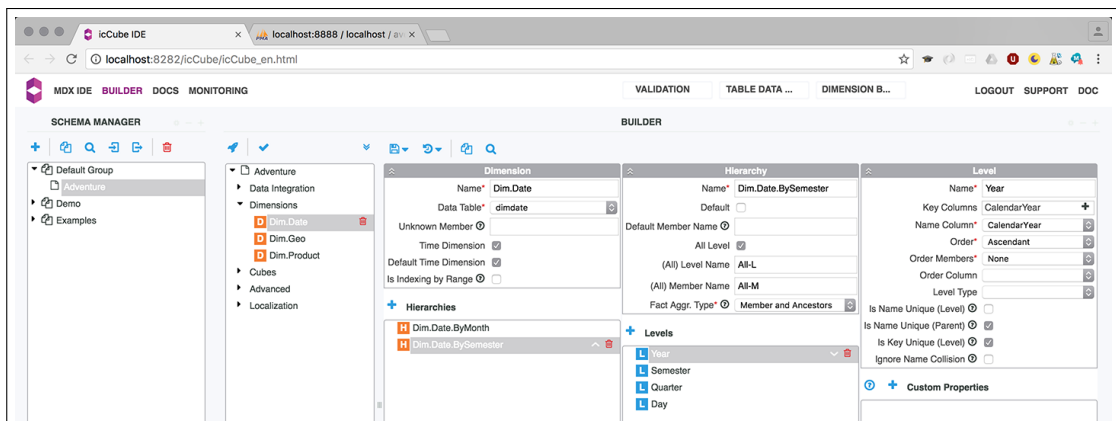 icCube IDE
localhost:8888 / localhost / av
localhost:8282/icCube/icCube_en.html
MDX IDE BUILDER DOCS MONITORING
VALIDATION TABLE DATA ... DIMENSION B... LOGOUT SUPPORT DOC
SCHEMA MANAGER
BUILDER
Default Group
Adventure
Demo
Examples
Adventure
Data Integration
Dimensions
D Dim.Date
D Dim.Geo
D Dim.Product
Cubes
Advanced
Localization
Dimension
Name* Dim.Date
Data Table* dimdate
Unknown Member
Time Dimension
Default Time Dimension
Is Indexing by Range
Hierarchies
H Dim.Date.ByMonth
H Dim.Date.BySemester
Hierarchy
Name* Dim.Date.BySemester
Default
Default Member Name
All Level
(All) Level Name All-L
(All) Member Name All-M
Fact Aggr. Type* Member and Ancestors
Levels
L Year
L Semester
L Quarter
L Day
Level
Name* Year
Key Columns CalendarYear
Name Column* CalendarYear
Order* Ascendant
Order Members* None
Order Column
Level Type
Is Name Unique (Level)
Is Name Unique (Parent)
Is Key Unique (Level)
Ignore Name Collision
Custom Properties